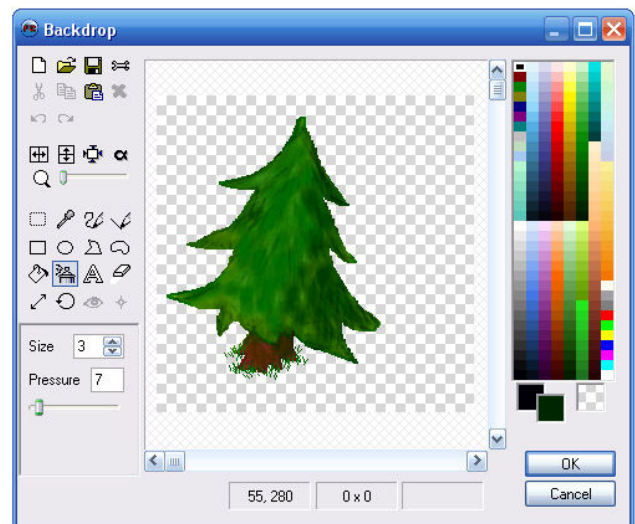 Backdrop
Size 3
Pressure 7
OK
55, 280 0 x 0
Cancel